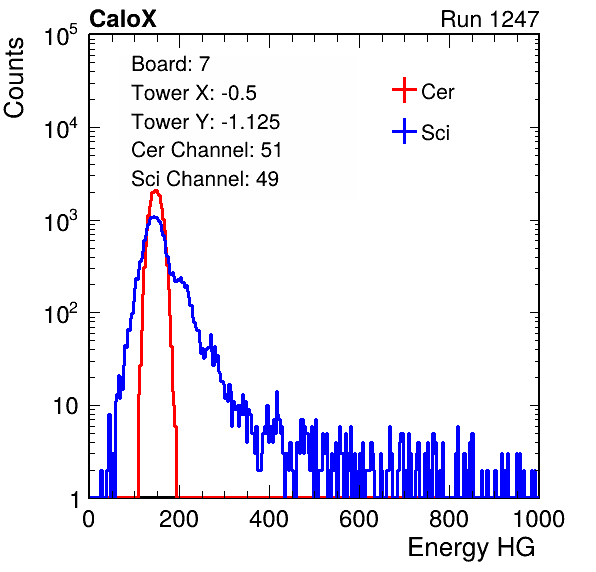 CaloX Run 1247
Counts
10^5
10^4
10^3
10^2
10
1
Board: 7
Tower X: -0.5
Tower Y: -1.125
Cer Channel: 51
Sci Channel: 49
Cer
Sci
0 200 400 600 800 1000
Energy HG